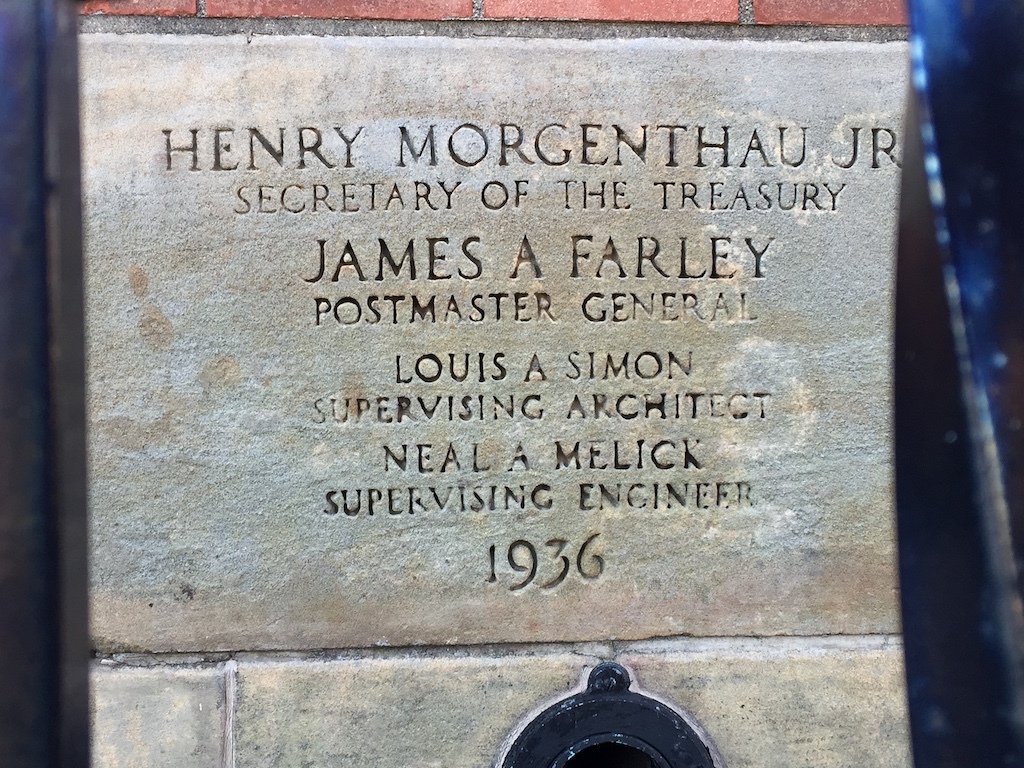 HENRY MORGENTHAU JR
SECRETARY OF THE TREASURY
JAMES A FARLEY
POSTMASTER GENERAL
LOUIS A SIMON
SUPERVISING ARCHITECT
NEAL A MELICK
SUPERVISING ENGINEER
1936